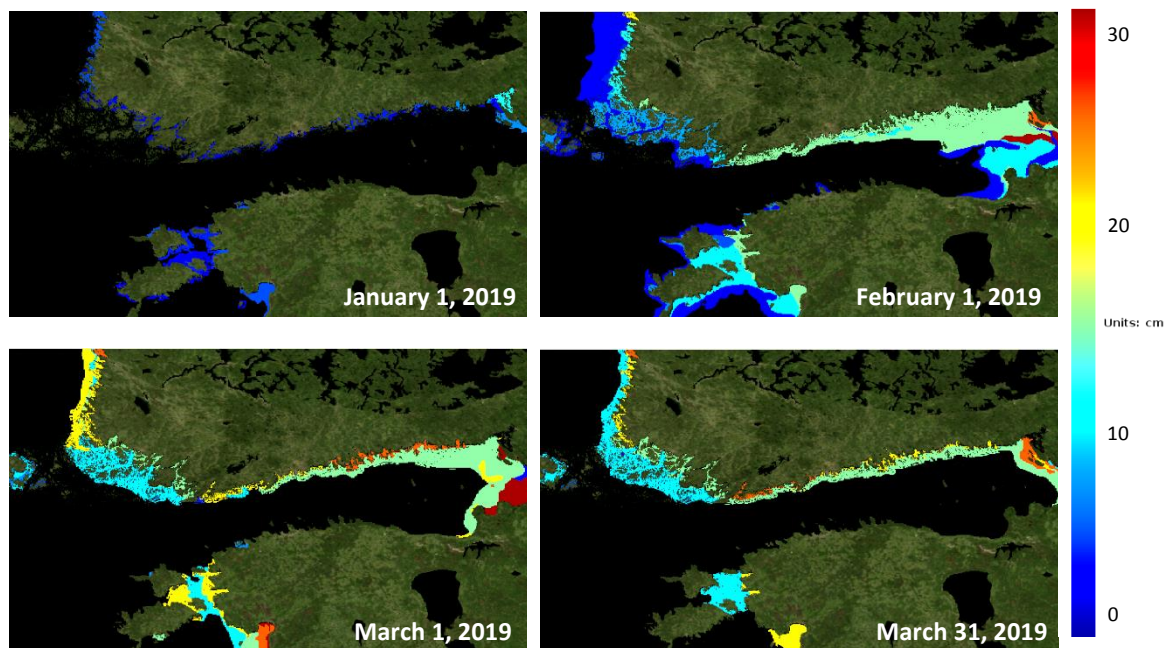 January 1, 2019
February 1, 2019
March 1, 2019
March 31, 2019
30
20
Units: cm
10
0